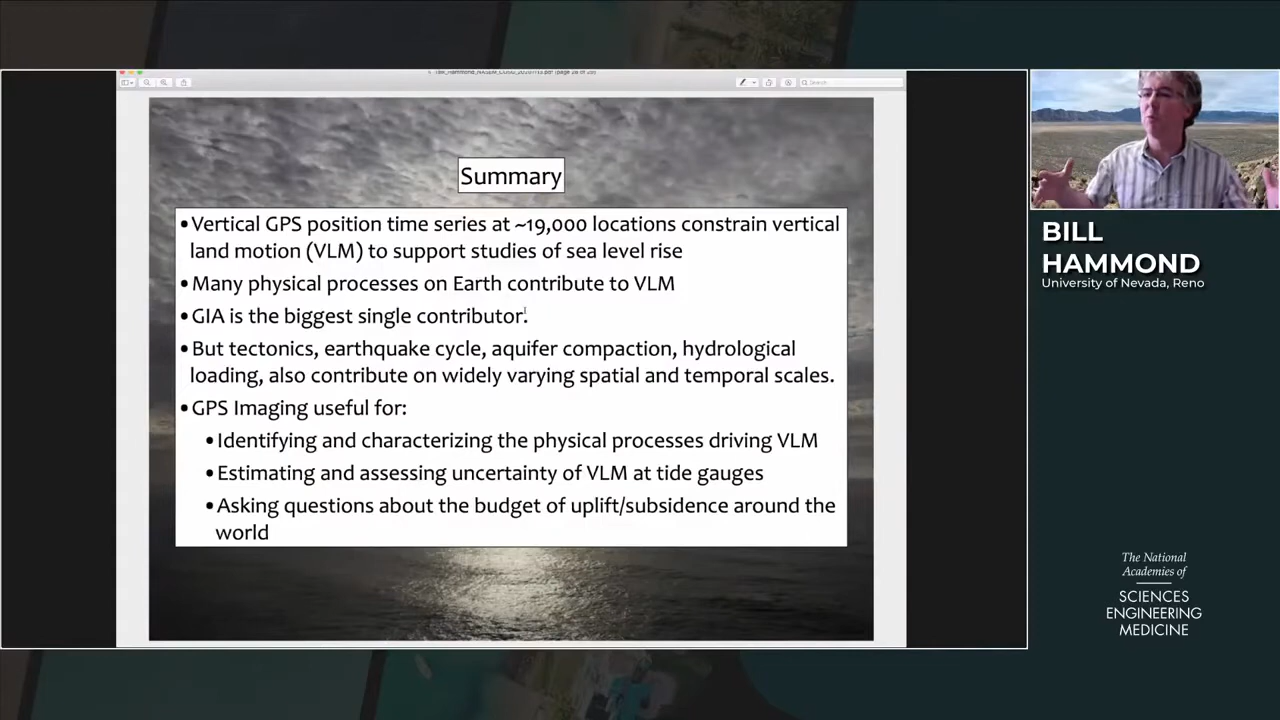 Search
Summary
•Vertical GPS position time series at ~19,000 locations constrain vertical
land motion (VLM) to support studies of sea level rise
•Many physical processes on Earth contribute to VLM
•GIA is the biggest single contributor.
•But tectonics, earthquake cycle, aquifer compaction, hydrological
loading, also contribute on widely varying spatial and temporal scales.
•GPS Imaging useful for:
•Identifying and characterizing the physical processes driving VLM
•Estimating and assessing uncertainty of VLM at tide gauges
•Asking questions about the budget of uplift/subsidence around the
world
BILL
HAMMOND
University of Nevada, Reno
The National
Academies of
SCIENCES
ENGINEERING
MEDICINE